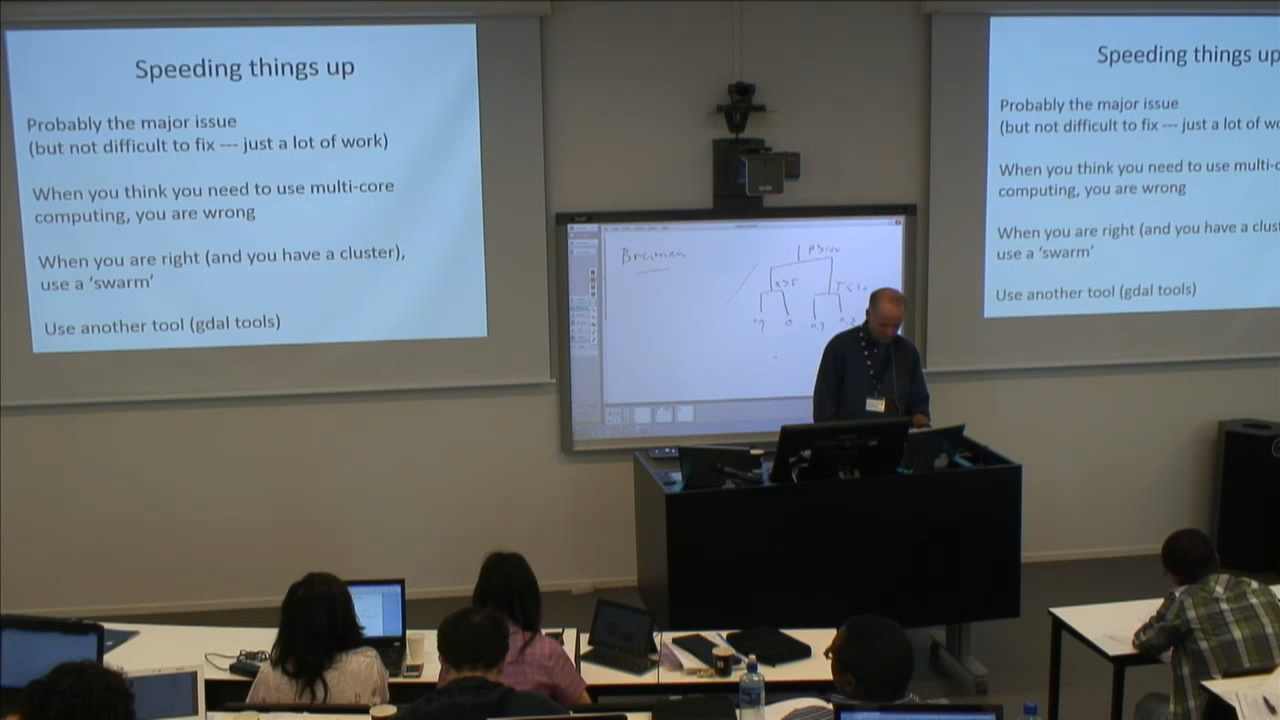 Speeding things up
Probably the major issue
(but not difficult to fix --- just a lot of work)
When you think you need to use multi-core
computing, you are wrong
When you are right (and you have a cluster),
use a 'swarm'
Use another tool (gdal tools)
Breiman
Speeding things up
Probably the major issue
(but not difficult to fix --- just a lot of
When you think you need to use
computing, you are wrong
When you are right (and you have a
use a 'swarm'
Use another tool (gdal tools)